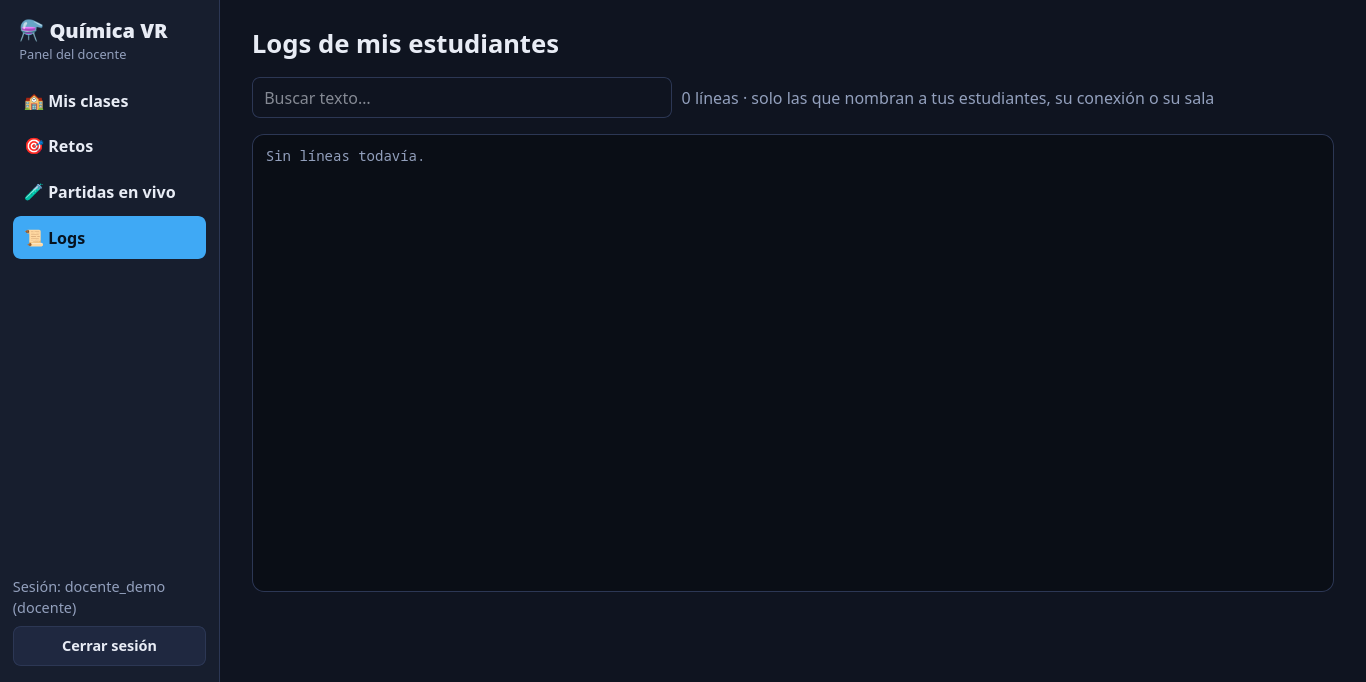 Química VR
Panel del docente
Mis clases
Retos
Partidas en vivo
Logs
Sesión: docente_demo
(docente)
Cerrar sesión
Logs de mis estudiantes
Buscar texto...
0 líneas · solo las que nombran a tus estudiantes, su conexión o su sala
Sin líneas todavía.